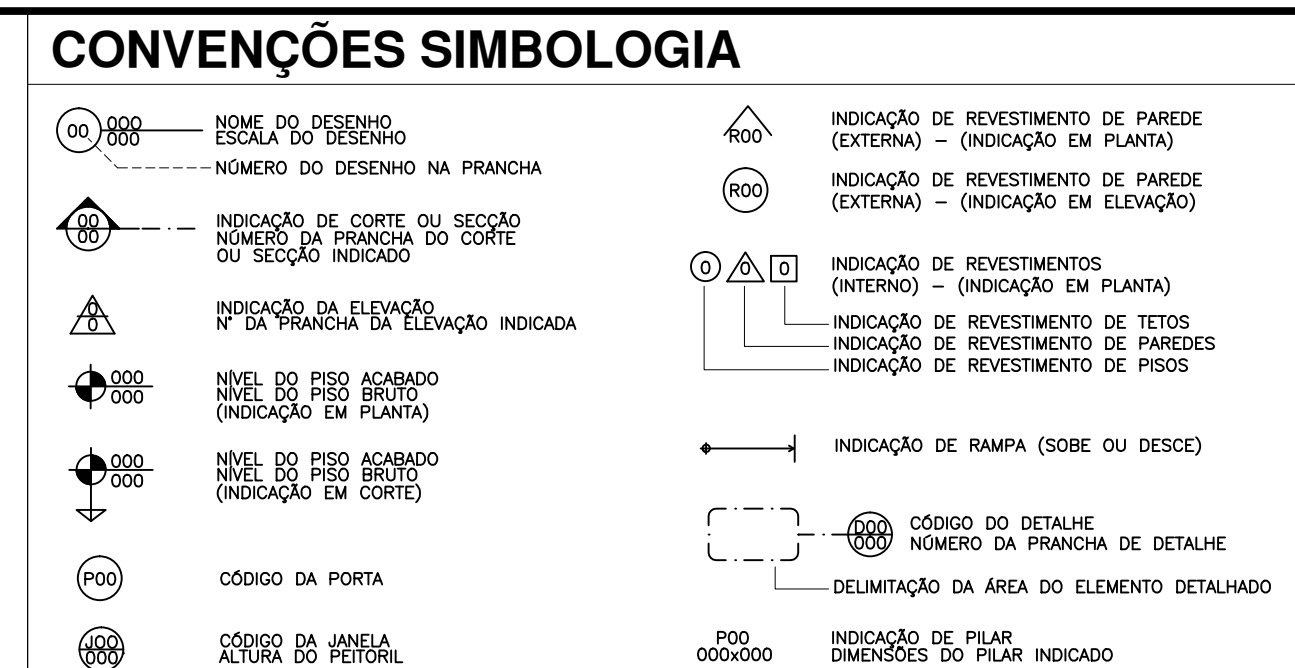 CONVENÇÕES SIMBOLOGIA
00
000
000
NOME DO DESENHO
ESCALA DO DESENHO
NÚMERO DO DESENHO NA PRANCHA
00
00
INDICAÇÃO DE CORTE OU SECÇÃO
NÚMERO DA PRANCHA DO CORTE
OU SECÇÃO INDICADO
0
0
INDICAÇÃO DA ELEVAÇÃO
N° DA PRANCHA DA ELEVAÇÃO INDICADA
000
000
NÍVEL DO PISO ACABADO
NÍVEL DO PISO BRUTO
(INDICAÇÃO EM PLANTA)
000
000
NÍVEL DO PISO ACABADO
NÍVEL DO PISO BRUTO
(INDICAÇÃO EM CORTE)
P00
CÓDIGO DA PORTA
J00
000
CÓDIGO DA JANELA
ALTURA DO PEITORIL
R00
INDICAÇÃO DE REVESTIMENTO DE PAREDE
(EXTERNA) – (INDICAÇÃO EM PLANTA)
R00
INDICAÇÃO DE REVESTIMENTO DE PAREDE
(EXTERNA) – (INDICAÇÃO EM ELEVAÇÃO)
0 0 0
INDICAÇÃO DE REVESTIMENTOS
(INTERNO) – (INDICAÇÃO EM PLANTA)
INDICAÇÃO DE REVESTIMENTO DE TETOS
INDICAÇÃO DE REVESTIMENTO DE PAREDES
INDICAÇÃO DE REVESTIMENTO DE PISOS
INDICAÇÃO DE RAMPA (SOBE OU DESCE)
D00
000
CÓDIGO DO DETALHE
NÚMERO DA PRANCHA DE DETALHE
DELIMITAÇÃO DA ÁREA DO ELEMENTO DETALHADO
P00
000x000
INDICAÇÃO DE PILAR
DIMENSÕES DO PILAR INDICADO